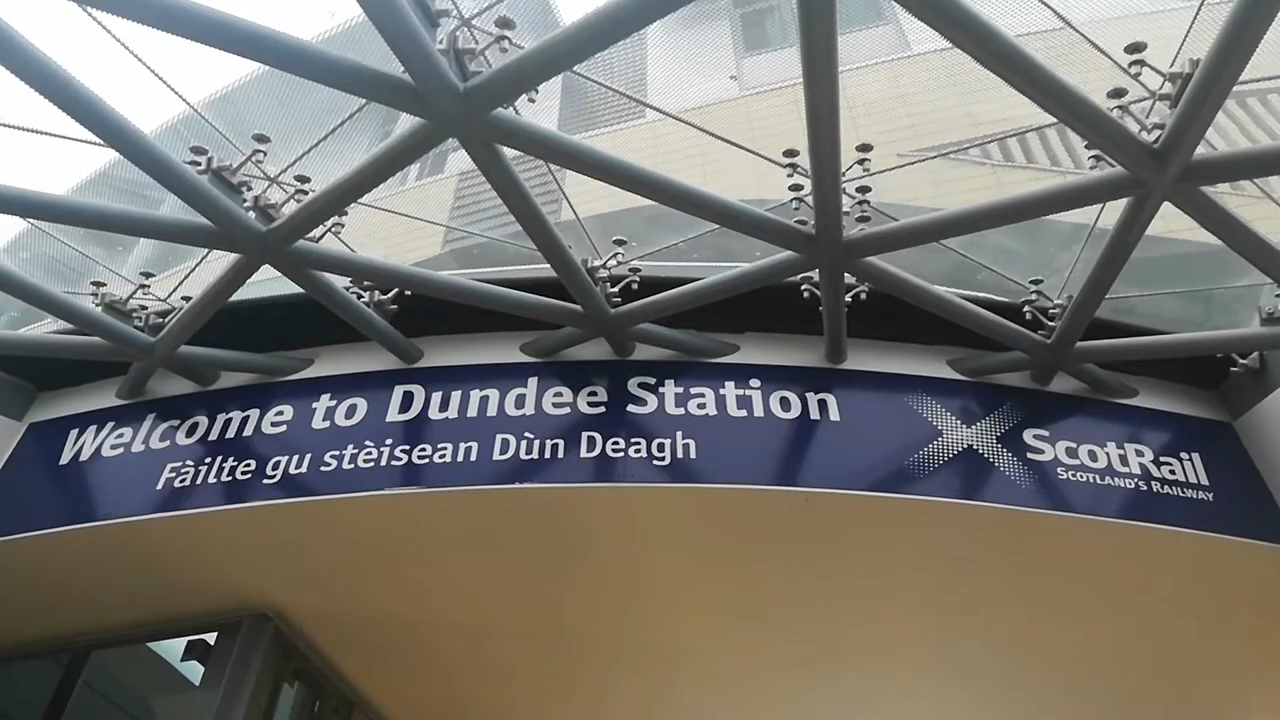 Welcome to Dundee Station
Fàilte gu stèisean Dùn Deagh
ScotRail
SCOTLAND'S RAILWAY